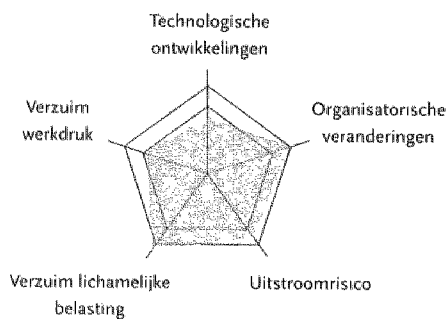 Technologische
ontwikkelingen
Organisatorische
veranderingen
Uitstroomrisico
Verzuim lichamelijke
belasting
Verzuim
werkdruk